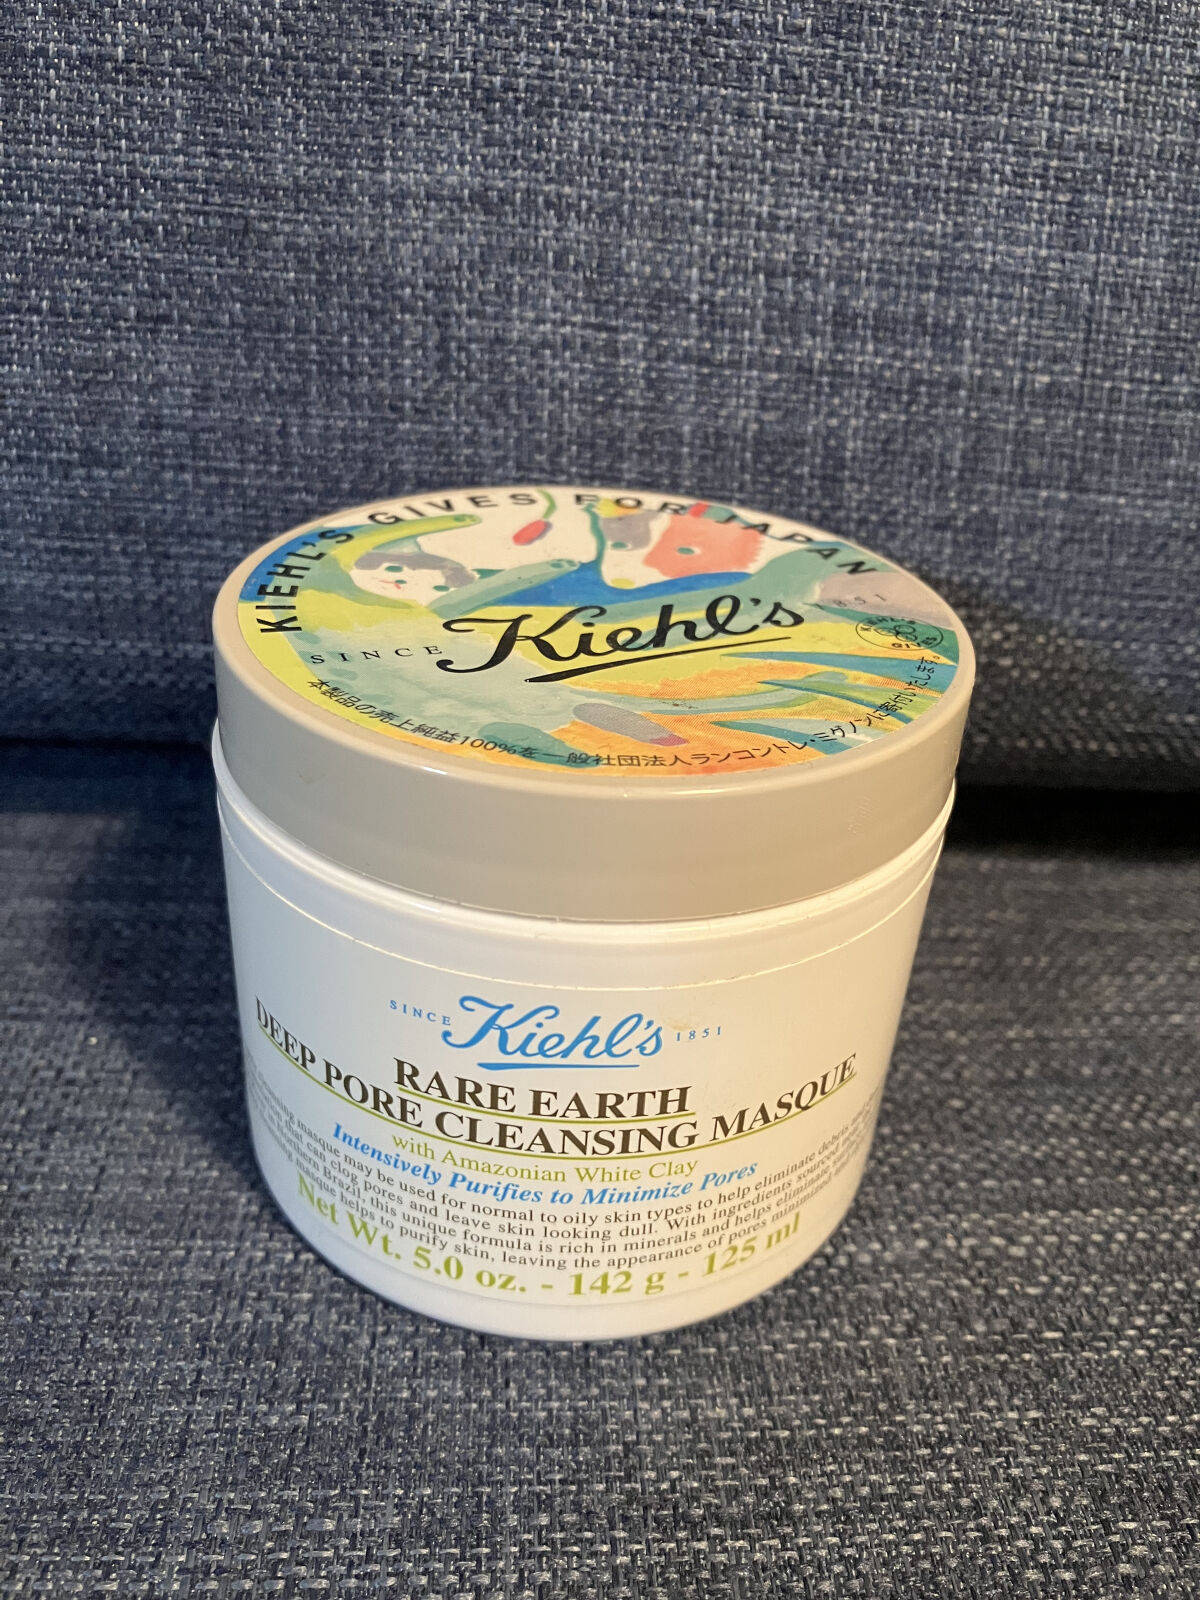 KIEHL'S GIVES FOR JAPAN
SINCE Kiehl's 1851
KIEHL'S GIVES
本製品の売上純益100%を一般社団法人ランコントレ・ミグノンに寄付いたします。
SINCE Kiehl's 1851
RARE EARTH
DEEP PORE CLEANSING MASQUE
with Amazonian White Clay
Intensively Purifies to Minimize Pores
masque may be used for normal to oily skin types to help eliminate debris
that can clog pores and leave skin looking dull. With ingredients sourced
Northern Brazil, this unique formula is rich in minerals and helps eliminate
masque helps to purify skin, leaving the appearance of pores minimized
Net Wt. 5.0 oz. - 142 g - 125 ml